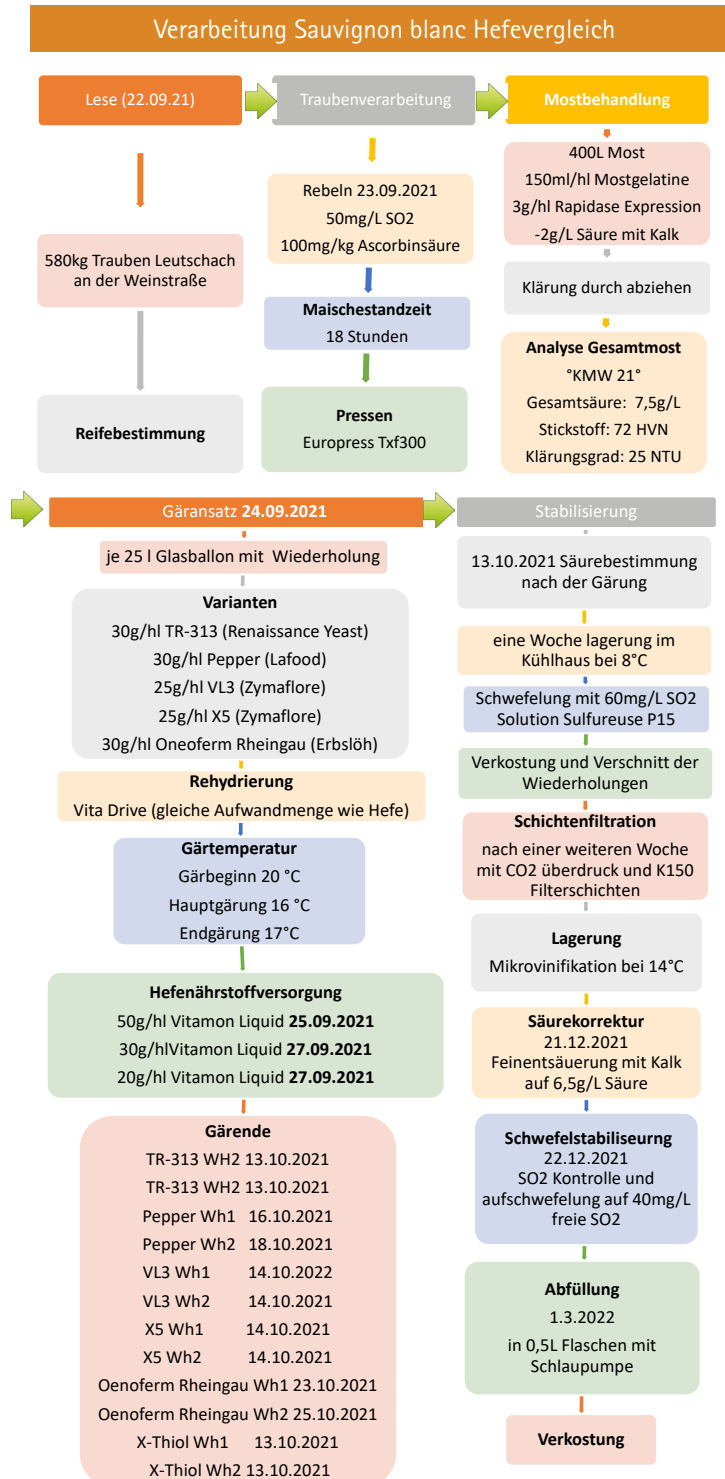 Verarbeitung Sauvignon blanc Hefevergleich
Lese (22.09.21)
580kg Trauben Leutschach
an der Weinstraße
Reifebestimmung
Traubenverarbeitung
Rebeln 23.09.2021
50mg/L SO2
100mg/kg Ascorbinsäure
Maischestandzeit
18 Stunden
Pressen
Europress Txf300
Mostbehandlung
400L Most
150ml/hl Mostgelatine
3g/hl Rapidase Expression
-2g/L Säure mit Kalk
Klärung durch abziehen
Analyse Gesamtmost
°KMW 21°
Gesamtsäure: 7,5g/L
Stickstoff: 72 HVN
Klärungsgrad: 25 NTU
Gäransatz 24.09.2021
je 25 l Glasballon mit Wiederholung
Varianten
30g/hl TR-313 (Renaissance Yeast)
30g/hl Pepper (Lafood)
25g/hl VL3 (Zymaflore)
25g/hl X5 (Zymaflore)
30g/hl Oneoferm Rheingau (Erbslöh)
Rehydrierung
Vita Drive (gleiche Aufwandmenge wie Hefe)
Gärtemperatur
Gärbeginn 20 °C
Hauptgärung 16 °C
Endgärung 17°C
Hefenährstoffversorgung
50g/hl Vitamon Liquid 25.09.2021
30g/hlVitamon Liquid 27.09.2021
20g/hl Vitamon Liquid 27.09.2021
Gärende
TR-313 WH2 13.10.2021
TR-313 WH2 13.10.2021
Pepper Wh1 16.10.2021
Pepper Wh2 18.10.2021
VL3 Wh1 14.10.2022
VL3 Wh2 14.10.2021
X5 Wh1 14.10.2021
X5 Wh2 14.10.2021
Oenoferm Rheingau Wh1 23.10.2021
Oenoferm Rheingau Wh2 25.10.2021
X-Thiol Wh1 13.10.2021
X-Thiol Wh2 13.10.2021
Stabilisierung
13.10.2021 Säurebestimmung
nach der Gärung
eine Woche lagerung im
Kühlhaus bei 8°C
Schwefelung mit 60mg/L SO2
Solution Sulfureuse P15
Verkostung und Verschnitt der
Wiederholungen
Schichtenfiltration
nach einer weiteren Woche
mit CO2 überdruck und K150
Filterschichten
Lagerung
Mikrovinifikation bei 14°C
Säurekorrektur
21.12.2021
Feinentsäuerung mit Kalk
auf 6,5g/L Säure
Schwefelstabiliseurng
22.12.2021
SO2 Kontrolle und
aufschwefelung auf 40mg/L
freie SO2
Abfüllung
1.3.2022
in 0,5L Flaschen mit
Schlaupumpe
Verkostung